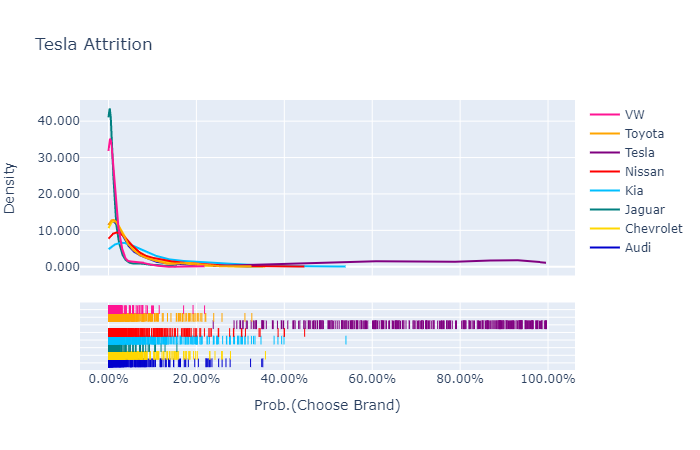 Tesla Attrition
40.000
30.000
20.000
10.000
0.000
Density
VW
Toyota
Tesla
Nissan
Kia
Jaguar
Chevrolet
Audi
0.00% 20.00% 40.00% 60.00% 80.00% 100.00%
Prob.(Choose Brand)